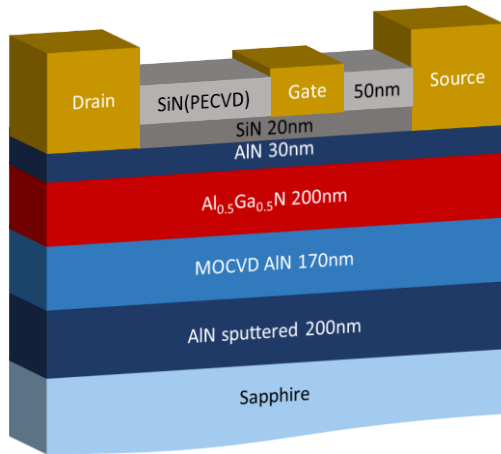 Drain
SiN(PECVD)
Gate
50nm
Source
SiN 20nm
AlN 30nm
Al₀.₅Ga₀.₅N 200nm
MOCVD AlN 170nm
AlN sputtered 200nm
Sapphire